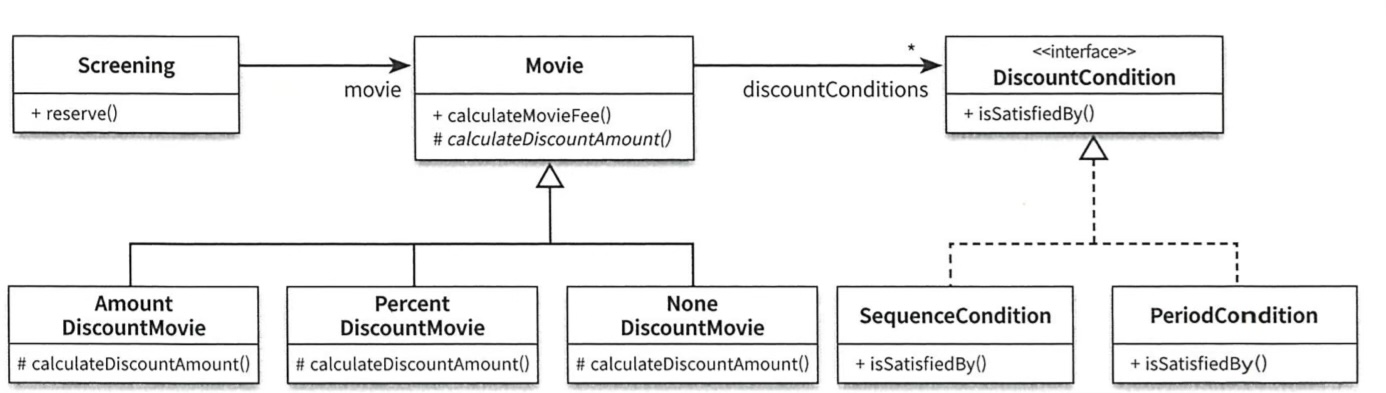 Screening
+ reserve()
movie
Movie
+ calculateMovieFee()
# calculateDiscountAmount()
*
discountConditions
<<interface>>
DiscountCondition
+ isSatisfiedBy()
Amount
DiscountMovie
# calculateDiscountAmount()
Percent
DiscountMovie
# calculateDiscountAmount()
None
DiscountMovie
# calculateDiscountAmount()
SequenceCondition
+ isSatisfiedBy()
PeriodCondition
+ isSatisfiedBy()